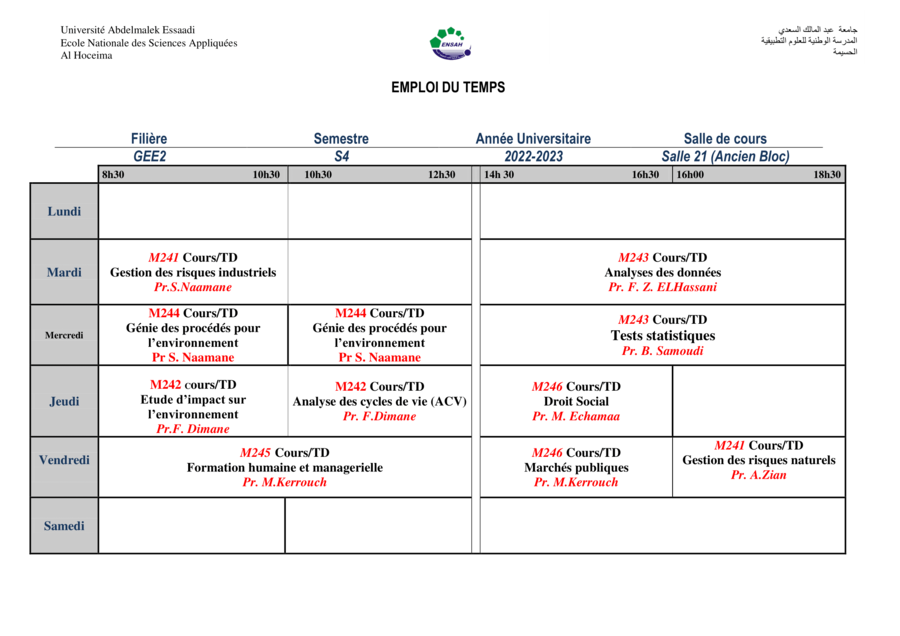 Université Abdelmalek Essaadi
Ecole Nationale des Sciences Appliquées
Al Hoceima
ENSAH
جامعة عبد المالك السعدي
المدرسة الوطنية للعلوم التطبيقية
الحسيمة
EMPLOI DU TEMPS
Filière Semestre Année Universitaire Salle de cours
GEE2 S4 2022-2023 Salle 21 (Ancien Bloc)
8h30 10h30 10h30 12h30 14h 30 16h30 16h00 18h30
Lundi
Mardi
M241 Cours/TD
Gestion des risques industriels
Pr.S.Naamane
M243 Cours/TD
Analyses des données
Pr. F. Z. ELHassani
Mercredi
M244 Cours/TD
Génie des procédés pour
l'environnement
Pr S. Naamane
M244 Cours/TD
Génie des procédés pour
l'environnement
Pr S. Naamane
M243 Cours/TD
Tests statistiques
Pr. B. Samoudi
Jeudi
M242 cours/TD
Etude d'impact sur
l'environnement
Pr.F. Dimane
M242 Cours/TD
Analyse des cycles de vie (ACV)
Pr. F.Dimane
M246 Cours/TD
Droit Social
Pr. M. Echamaa
Vendredi
M245 Cours/TD
Formation humaine et managerielle
Pr. M.Kerrouch
M246 Cours/TD
Marchés publiques
Pr. M.Kerrouch
M241 Cours/TD
Gestion des risques naturels
Pr. A.Zian
Samedi